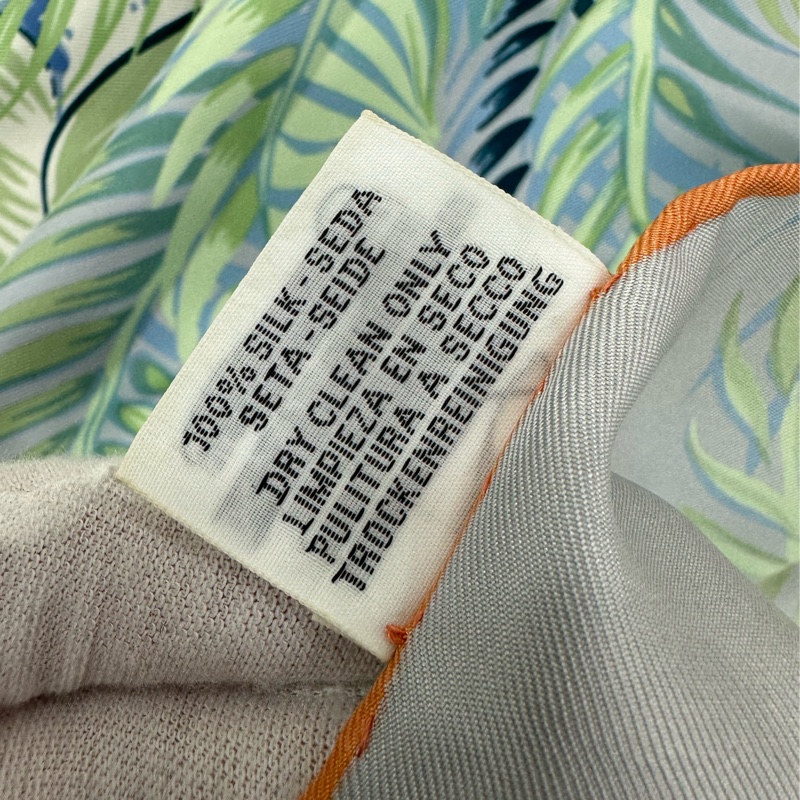 100% SILK-SEDA
SETA-SEIDE
DRY CLEAN ONLY
LIMPIEZA EN SECO
PULITURA A SECCO
TROCKENREINIGUNG